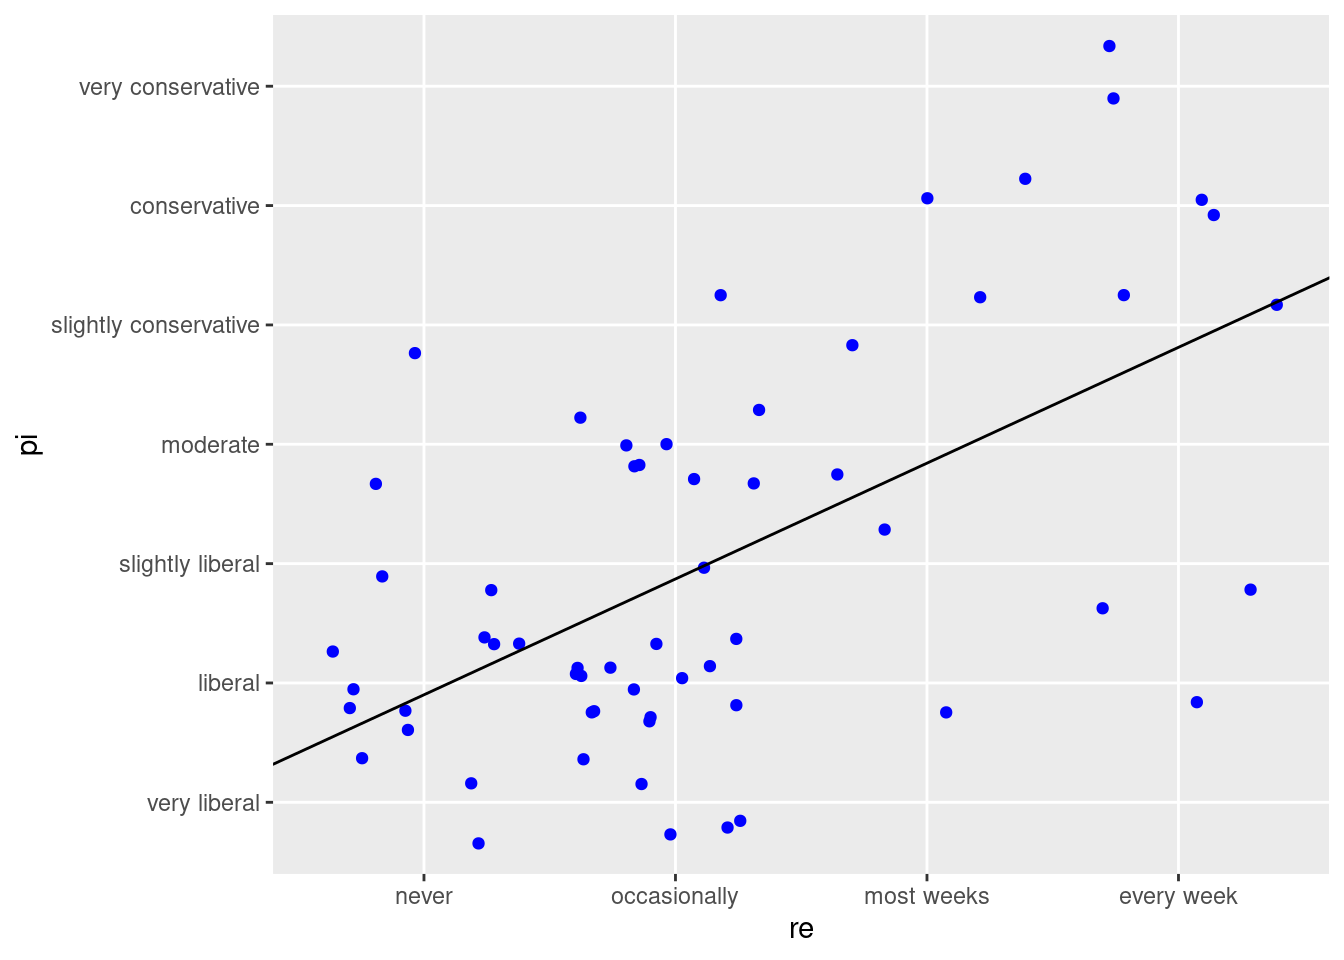 very conservative
conservative
slightly conservative
moderate
slightly liberal
liberal
very liberal
pi
never occasionally most weeks every week
re